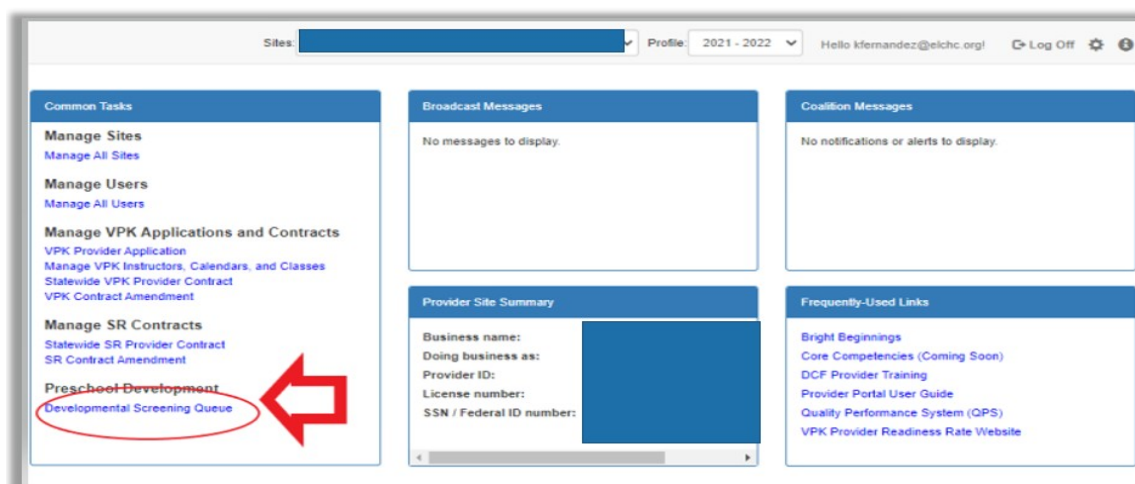 Sites: Profile: 2021 - 2022 Hello kfernandez@elchc.org! Log Off
Common Tasks
Manage Sites
Manage All Sites
Manage Users
Manage All Users
Manage VPK Applications and Contracts
VPK Provider Application
Manage VPK Instructors, Calendars, and Classes
Statewide VPK Provider Contract
VPK Contract Amendment
Manage SR Contracts
Statewide SR Provider Contract
SR Contract Amendment
Preschool Development
Developmental Screening Queue
Broadcast Messages
No messages to display.
Coalition Messages
No notifications or alerts to display.
Provider Site Summary
Business name:
Doing business as:
Provider ID:
License number:
SSN / Federal ID number:
Frequently-Used Links
Bright Beginnings
Core Competencies (Coming Soon)
DCF Provider Training
Provider Portal User Guide
Quality Performance System (QPS)
VPK Provider Readiness Rate Website